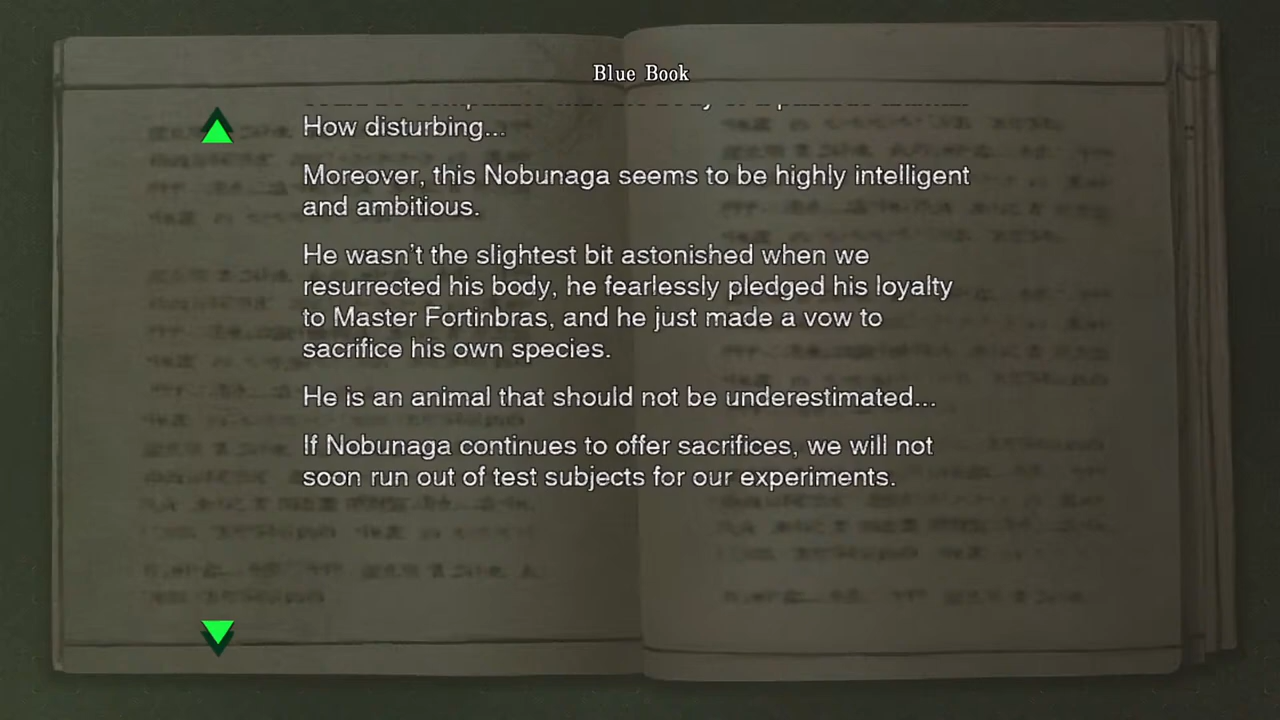 Blue Book
How disturbing...
Moreover, this Nobunaga seems to be highly intelligent
and ambitious.
He wasn't the slightest bit astonished when we
resurrected his body, he fearlessly pledged his loyalty
to Master Fortinbras, and he just made a vow to
sacrifice his own species.
He is an animal that should not be underestimated...
If Nobunaga continues to offer sacrifices, we will not
soon run out of test subjects for our experiments.